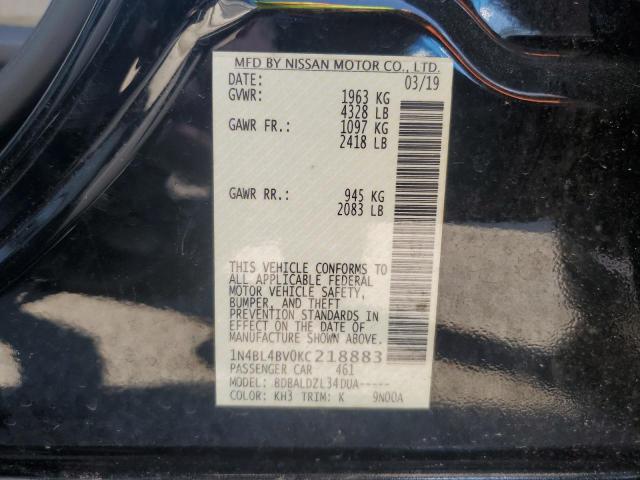 MFD BY NISSAN MOTOR CO., LTD.
DATE: 03/19
GVWR: 1963 KG
4328 LB
GAWR FR.: 1097 KG
2418 LB
GAWR RR.: 945 KG
2083 LB
THIS VEHICLE CONFORMS TO
ALL APPLICABLE FEDERAL
MOTOR VEHICLE SAFETY,
BUMPER, AND THEFT
PREVENTION STANDARDS IN
EFFECT ON THE DATE OF
MANUFACTURE SHOWN ABOVE.
1N4BL4BV0KC218883
PASSENGER CAR 461
MODEL: BDBALDZL34DUA-----
COLOR: KH3 TRIM: K 9N00A